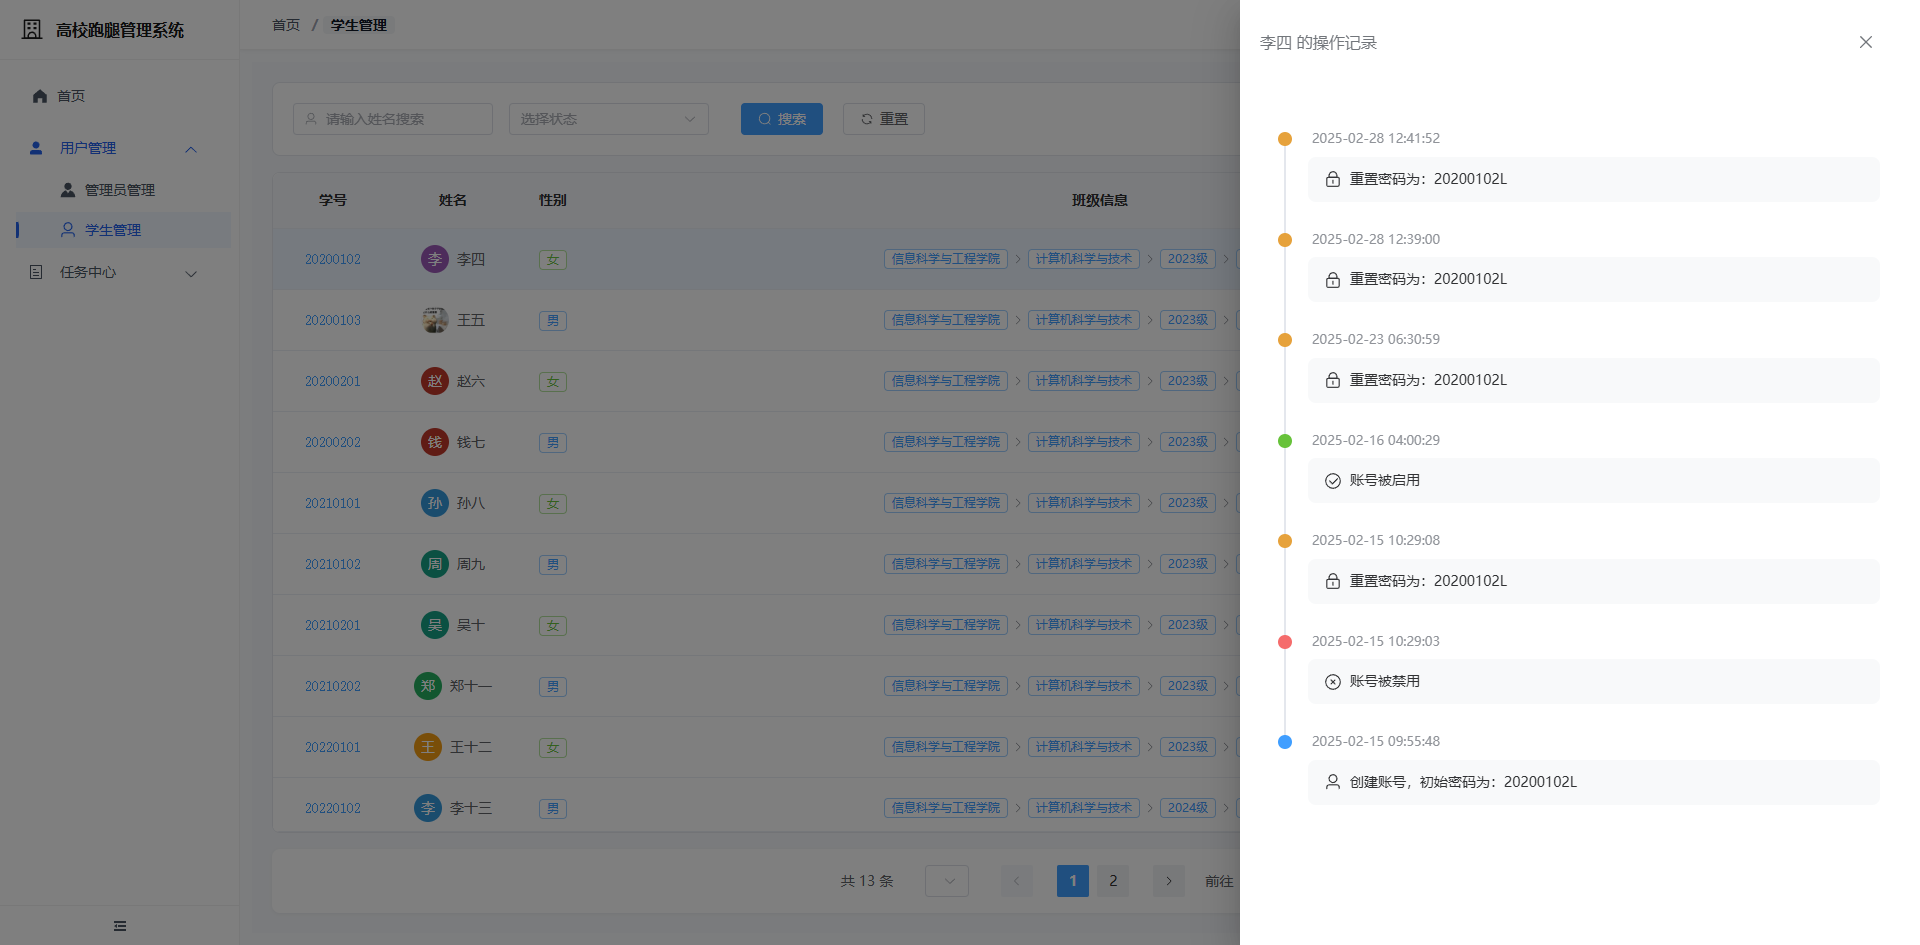 高校跑腿管理系统
首页 / 学生管理
首页
用户管理
管理员管理
学生管理
任务中心
请输入姓名搜索 选择状态 搜索 重置
学号 姓名 性别 班级信息
20200102 李 李四 女 信息科学与工程学院 > 计算机科学与技术 > 2023级 >
20200103 王五 男 信息科学与工程学院 > 计算机科学与技术 > 2023级 >
20200201 赵 赵六 女 信息科学与工程学院 > 计算机科学与技术 > 2023级 >
20200202 钱 钱七 男 信息科学与工程学院 > 计算机科学与技术 > 2023级 >
20210101 孙 孙八 女 信息科学与工程学院 > 计算机科学与技术 > 2023级 >
20210102 周 周九 男 信息科学与工程学院 > 计算机科学与技术 > 2023级 >
20210201 吴 吴十 女 信息科学与工程学院 > 计算机科学与技术 > 2023级 >
20210202 郑 郑十一 男 信息科学与工程学院 > 计算机科学与技术 > 2023级 >
20220101 王 王十二 女 信息科学与工程学院 > 计算机科学与技术 > 2023级 >
20220102 李 李十三 男 信息科学与工程学院 > 计算机科学与技术 > 2024级 >
共 13 条 1 2 前往
李四 的操作记录
2025-02-28 12:41:52
重置密码为：20200102L
2025-02-28 12:39:00
重置密码为：20200102L
2025-02-23 06:30:59
重置密码为：20200102L
2025-02-16 04:00:29
账号被启用
2025-02-15 10:29:08
重置密码为：20200102L
2025-02-15 10:29:03
账号被禁用
2025-02-15 09:55:48
创建账号，初始密码为：20200102L